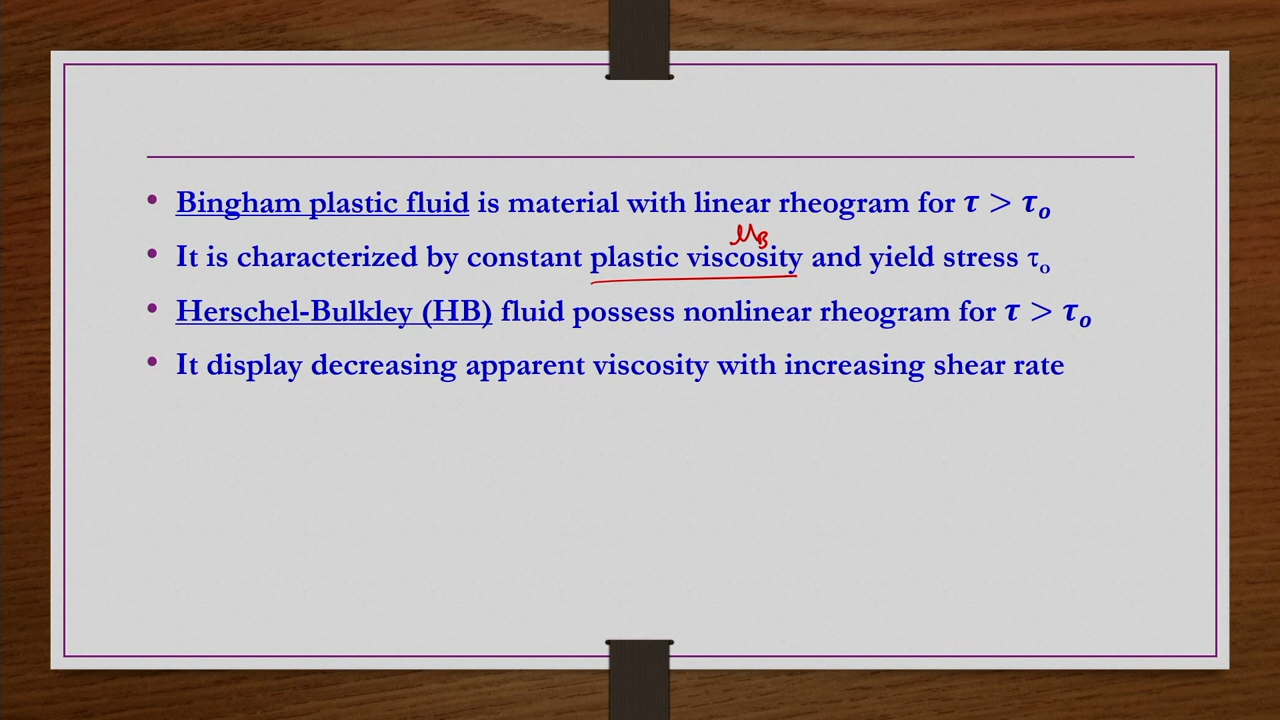 • Bingham plastic fluid is material with linear rheogram for τ > τₒ
μ_B
• It is characterized by constant plastic viscosity and yield stress τₒ
• Herschel-Bulkley (HB) fluid possess nonlinear rheogram for τ > τₒ
• It display decreasing apparent viscosity with increasing shear rate